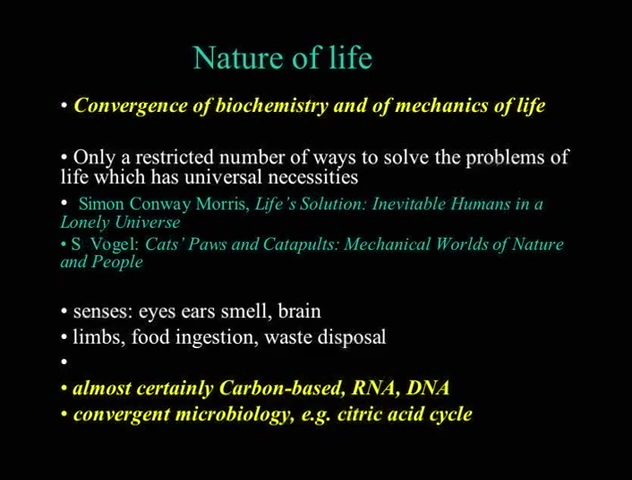 Nature of life
• Convergence of biochemistry and of mechanics of life
• Only a restricted number of ways to solve the problems of
life which has universal necessities
• Simon Conway Morris, Life's Solution: Inevitable Humans in a
Lonely Universe
• S Vogel: Cats' Paws and Catapults: Mechanical Worlds of Nature
and People
• senses: eyes ears smell, brain
• limbs, food ingestion, waste disposal
•
• almost certainly Carbon-based, RNA, DNA
• convergent microbiology, e.g. citric acid cycle